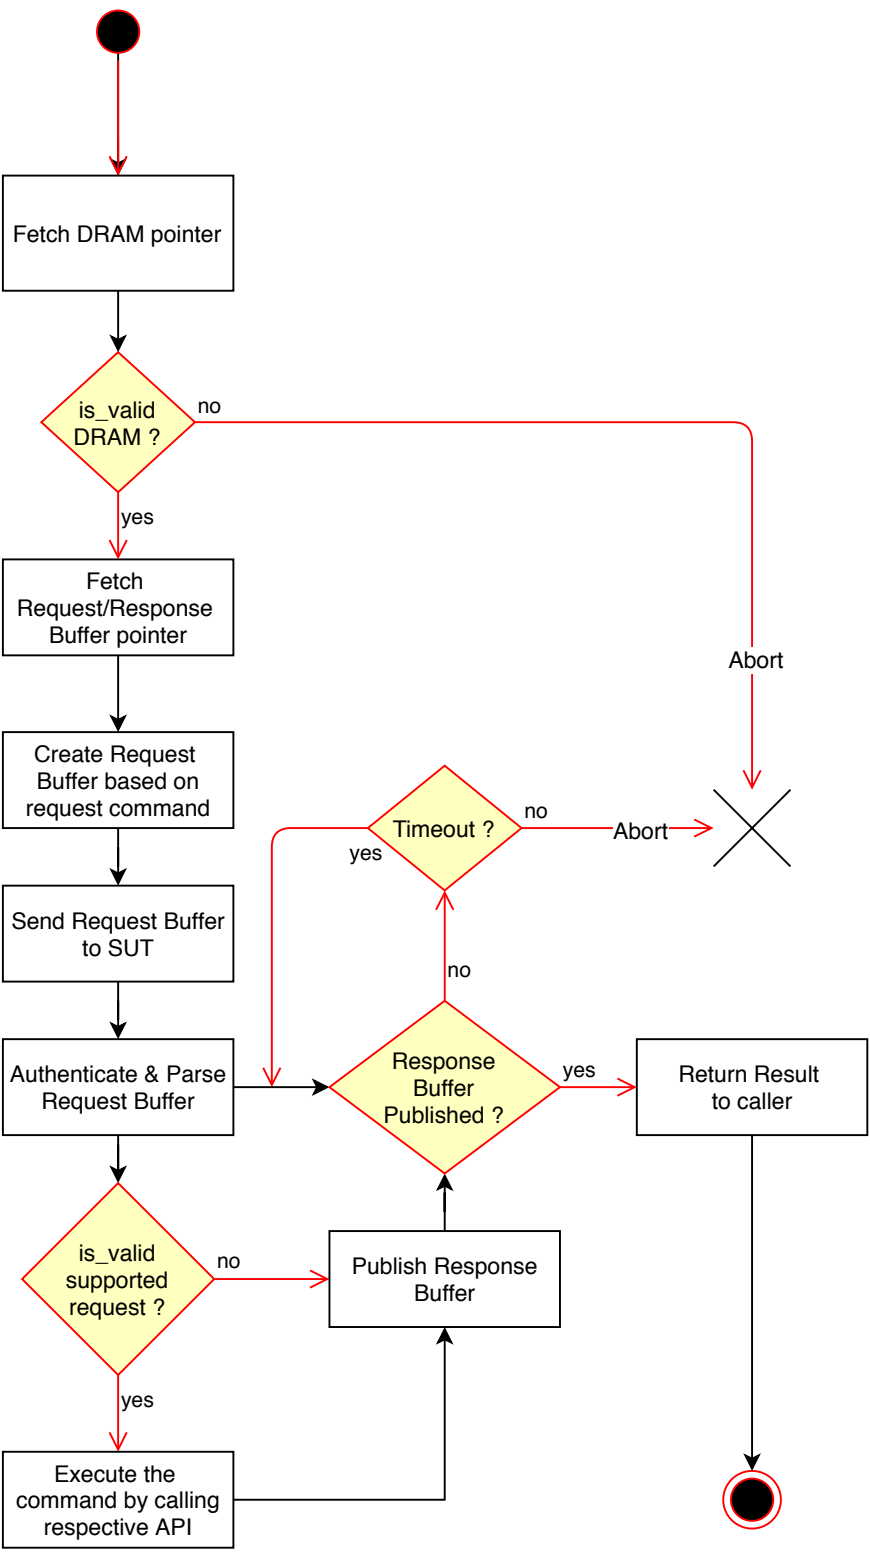 Fetch DRAM pointer
is_valid
DRAM ?
no
yes
Fetch
Request/Response
Buffer pointer
Abort
Create Request
Buffer based on
request command
Timeout ?
no
Abort
yes
Send Request Buffer
to SUT
no
Authenticate & Parse
Request Buffer
Response
Buffer
Published ?
yes
Return Result
to caller
is_valid
supported
request ?
no
Publish Response
Buffer
yes
Execute the
command by calling
respective API